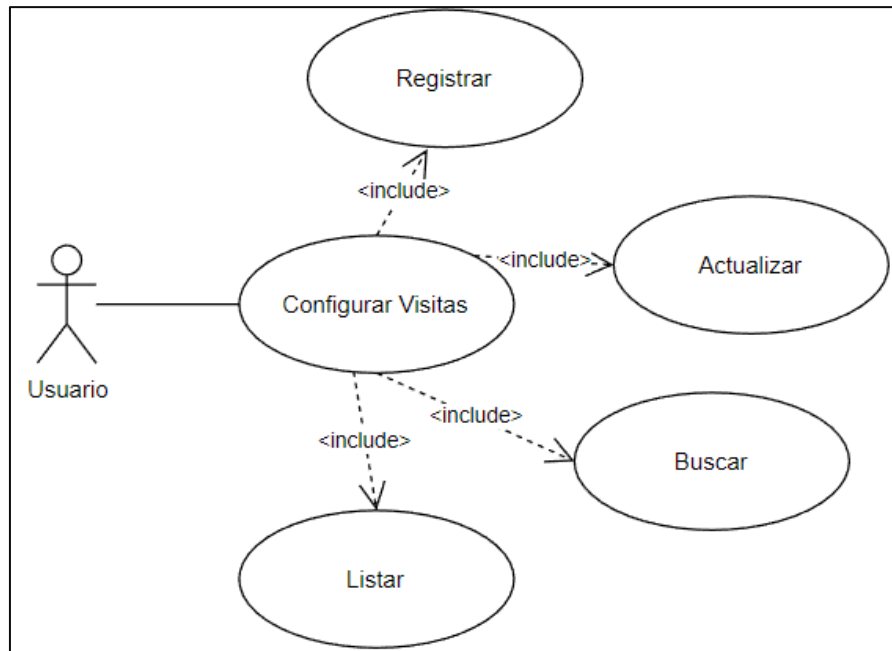 Registrar
<include>
<include>
Actualizar
Configurar Visitas
Usuario
<include>
<include>
Buscar
Listar